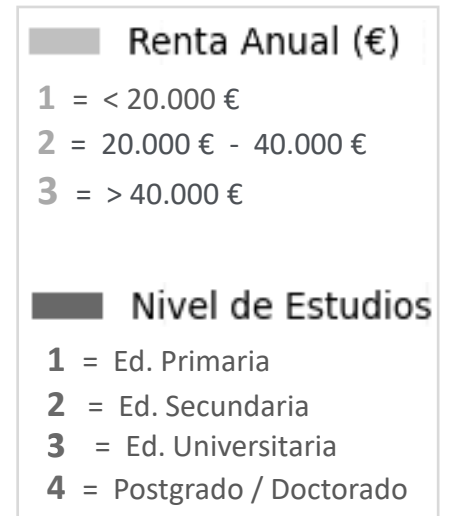 Renta Anual (€)
1 = < 20.000 €
2 = 20.000 € - 40.000 €
3 = > 40.000 €
Nivel de Estudios
1 = Ed. Primaria
2 = Ed. Secundaria
3 = Ed. Universitaria
4 = Postgrado / Doctorado